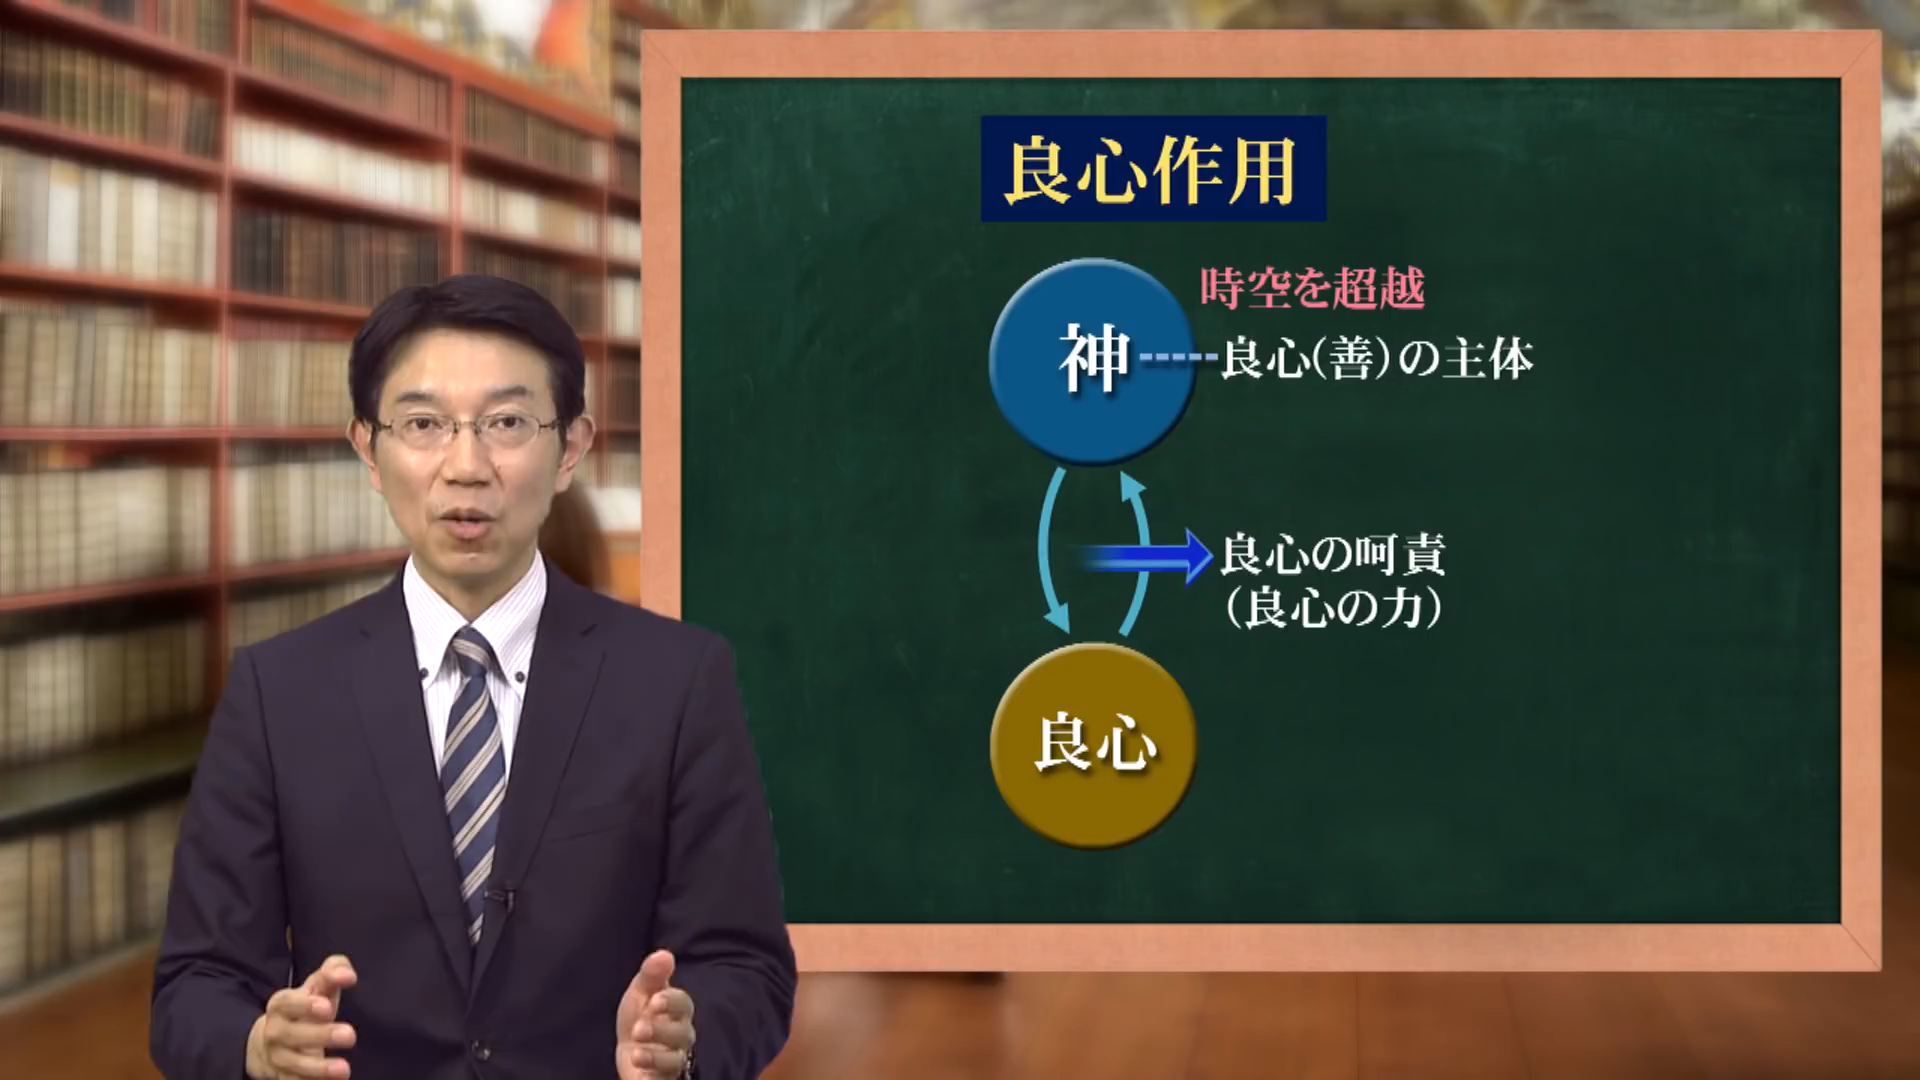 良心作用
時空を超越
神
良心(善)の主体
良心の呵責
(良心の力)
良心